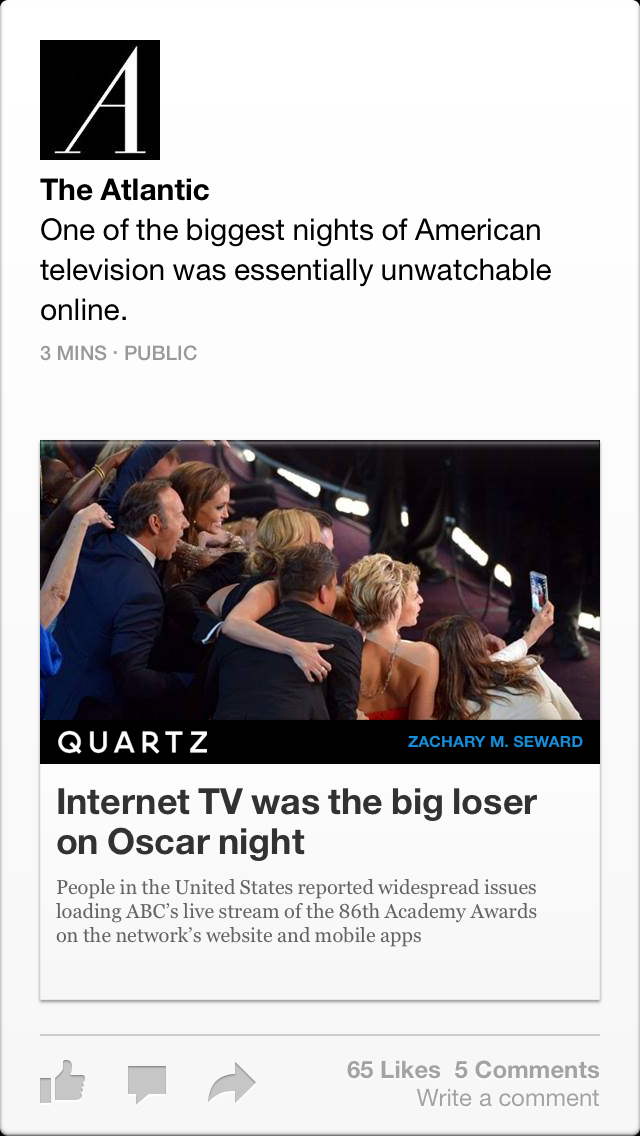 A
The Atlantic
One of the biggest nights of American
television was essentially unwatchable
online.
3 MINS · PUBLIC
QUARTZ
ZACHARY M. SEWARD
Internet TV was the big loser
on Oscar night
People in the United States reported widespread issues
loading ABC’s live stream of the 86th Academy Awards
on the network’s website and mobile apps
65 Likes 5 Comments
Write a comment